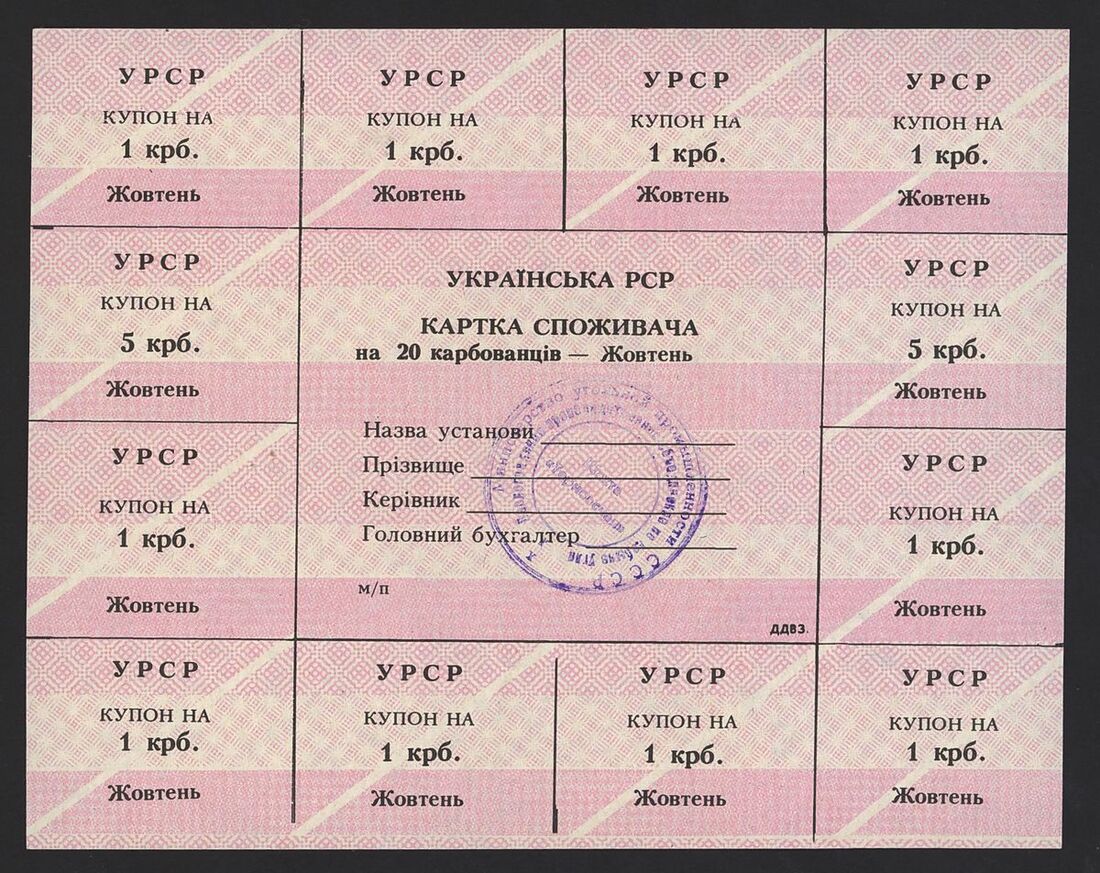 УРСР
КУПОН НА
1 крб.
Жовтень
УРСР
КУПОН НА
1 крб.
Жовтень
УРСР
КУПОН НА
1 крб.
Жовтень
УРСР
КУПОН НА
1 крб.
Жовтень
УРСР
КУПОН НА
5 крб.
Жовтень
УКРАЇНСЬКА РСР
КАРТКА СПОЖИВАЧА
на 20 карбованців — Жовтень
Назва установи
Прізвище
Керівник
Головний бухгалтер
м/п
ДДВЗ.
Министерство угольной промышленности СССР
УРСР
КУПОН НА
5 крб.
Жовтень
УРСР
КУПОН НА
1 крб.
Жовтень
УРСР
КУПОН НА
1 крб.
Жовтень
УРСР
КУПОН НА
1 крб.
Жовтень
УРСР
КУПОН НА
1 крб.
Жовтень
УРСР
КУПОН НА
1 крб.
Жовтень
УРСР
КУПОН НА
1 крб.
Жовтень